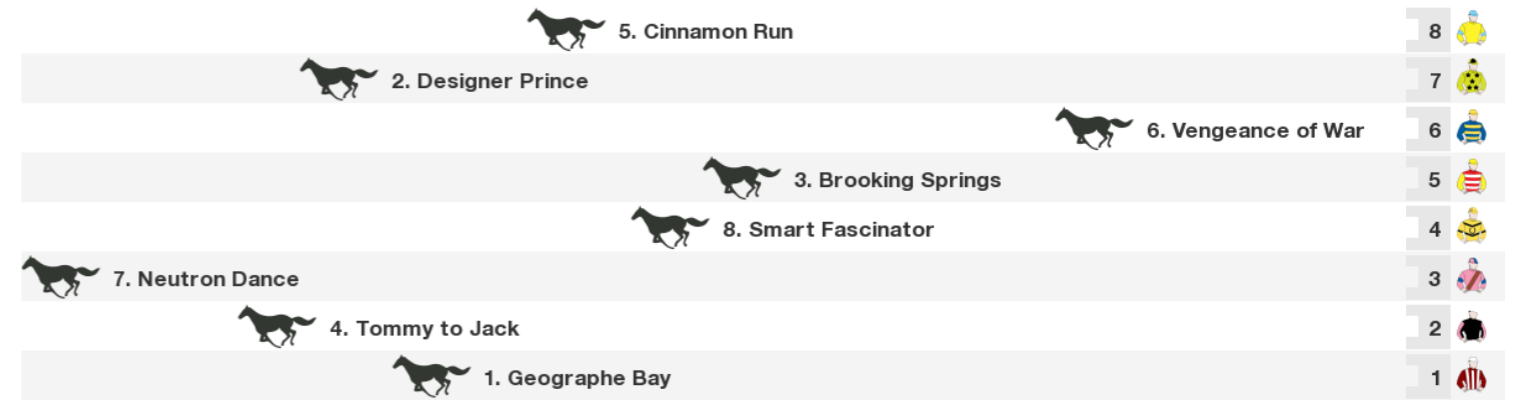 5. Cinnamon Run 8
2. Designer Prince 7
6. Vengeance of War 6
3. Brooking Springs 5
8. Smart Fascinator 4
7. Neutron Dance 3
4. Tommy to Jack 2
1. Geographe Bay 1